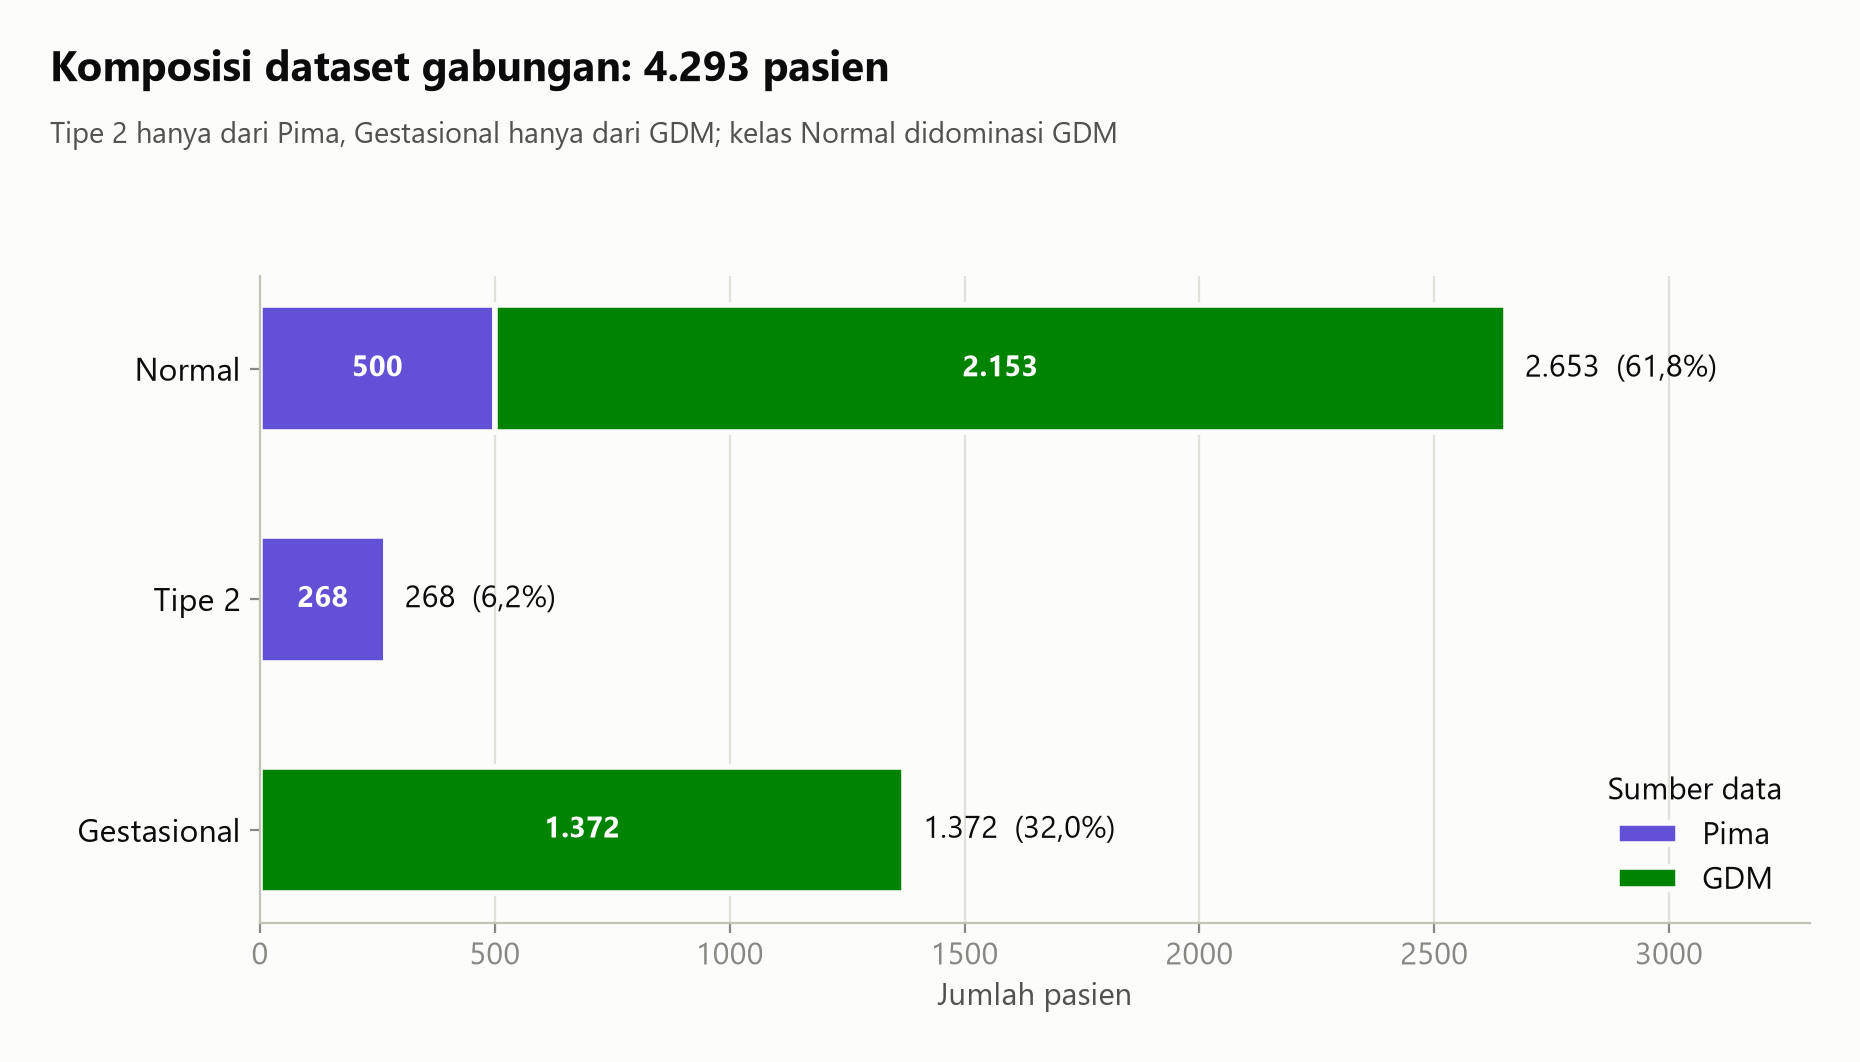 Komposisi dataset gabungan: 4.293 pasien
Tipe 2 hanya dari Pima, Gestasional hanya dari GDM; kelas Normal didominasi GDM
Normal
500
2.153
2.653 (61,8%)
Tipe 2
268
268 (6,2%)
Gestasional
1.372
1.372 (32,0%)
Sumber data
Pima
GDM
0 500 1000 1500 2000 2500 3000
Jumlah pasien